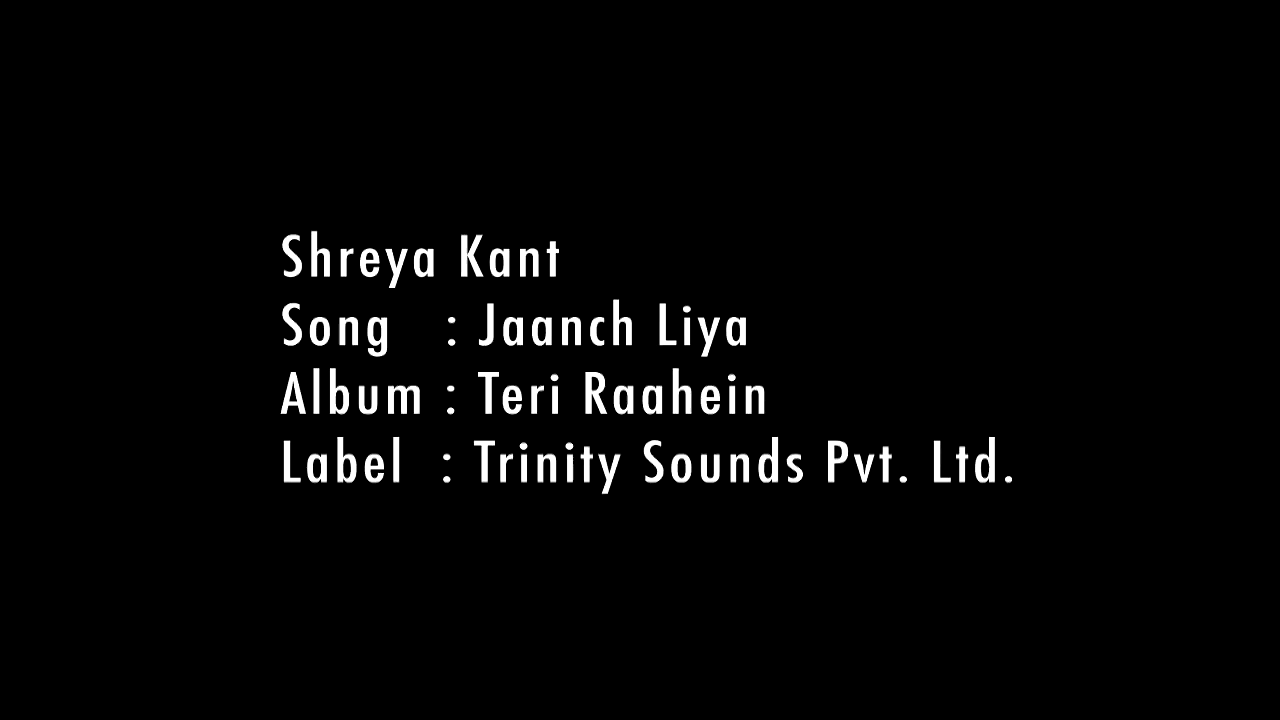 Shreya Kant
Song : Jaanch Liya
Album : Teri Raahein
Label : Trinity Sounds Pvt. Ltd.